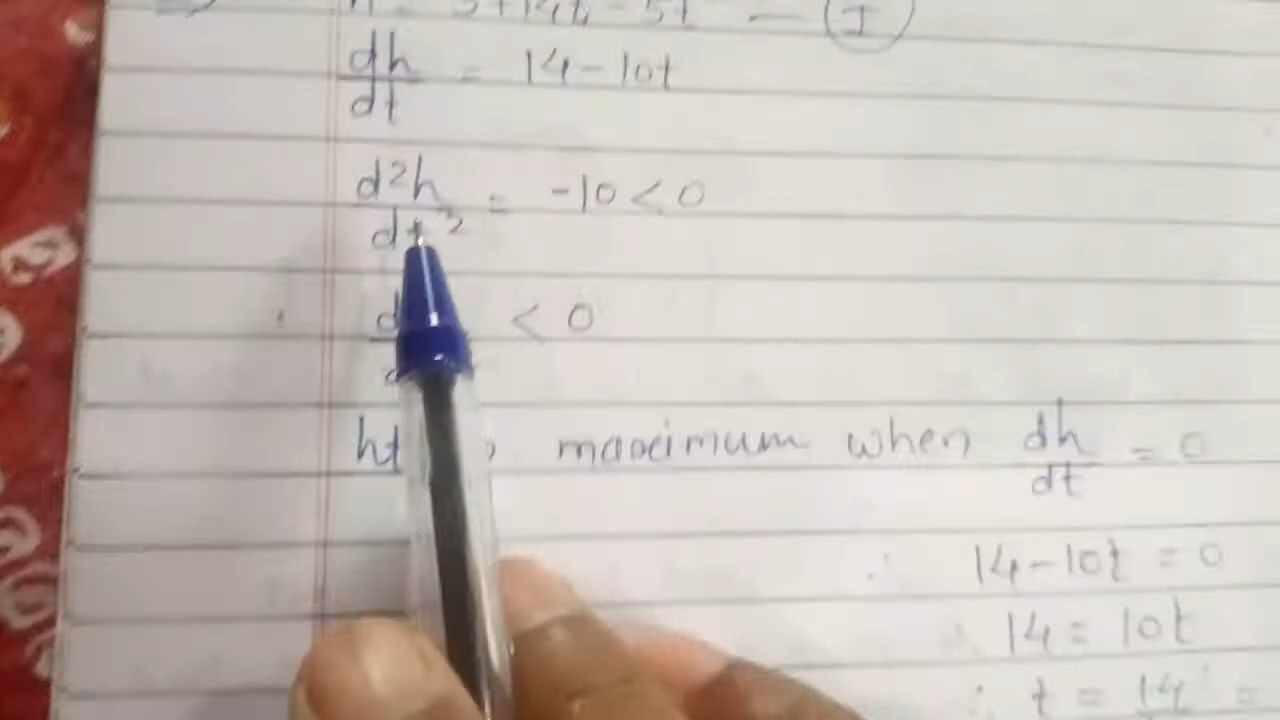 dh/dt = 14-10t
d²h/dt² = -10 < 0
< 0
maximum when dh/dt = 0
∴ 14-10t = 0
∴ 14 = 10t
∴ t = 14 =